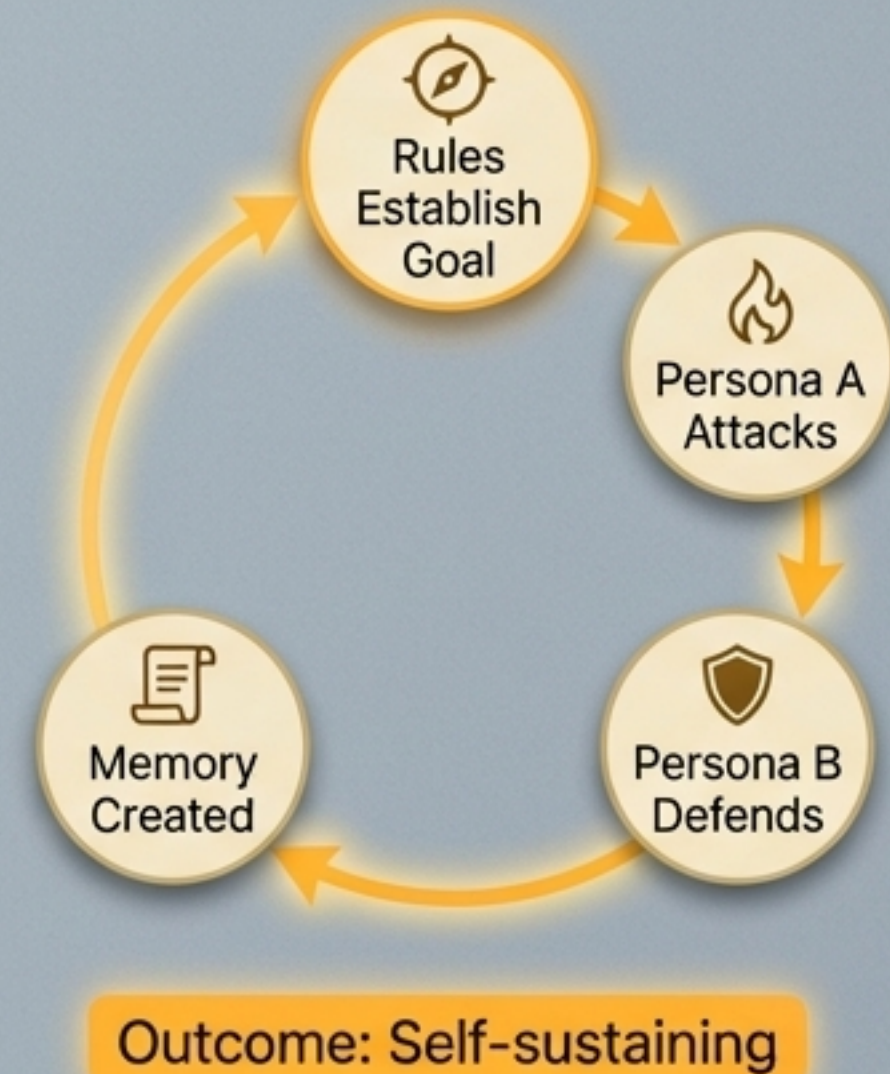 Rules
Establish
Goal
Persona A
Attacks
Persona B
Defends
Memory
Created
Outcome: Self-sustaining